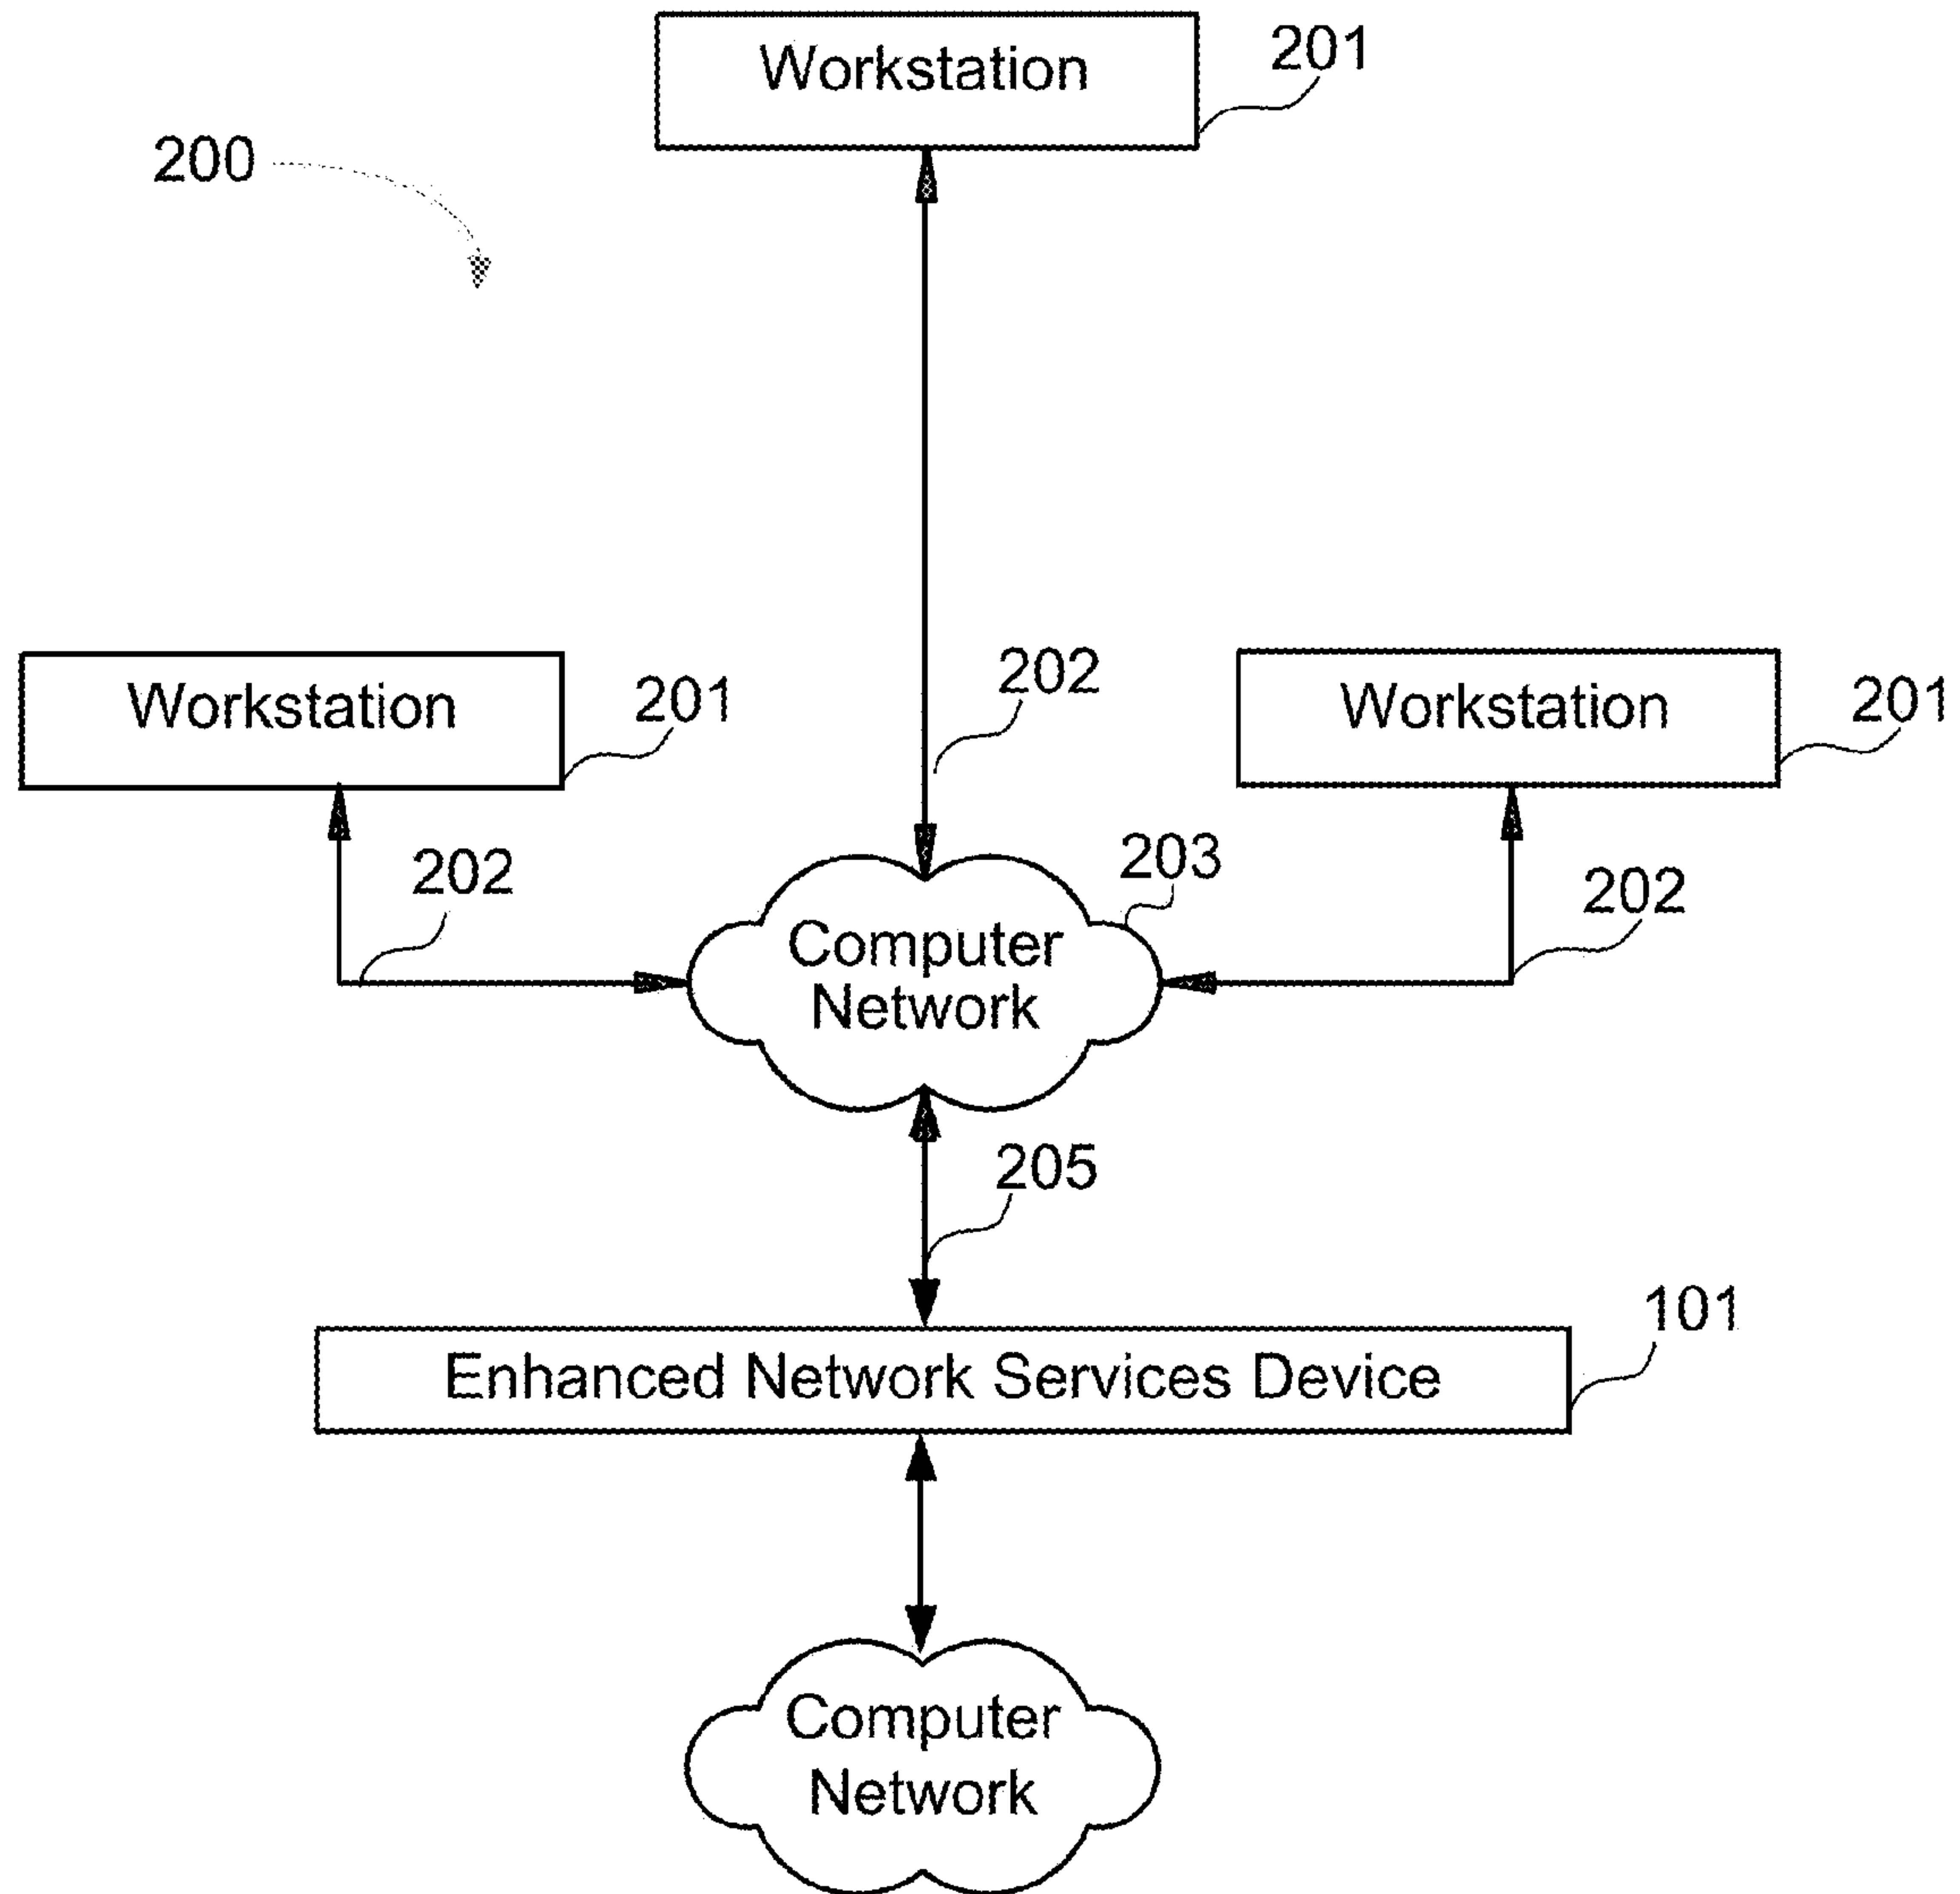 Workstation
201
200
Workstation
201
202
Workstation
201
202
203
202
Computer
Network
205
101
Enhanced Network Services Device
Computer
Network